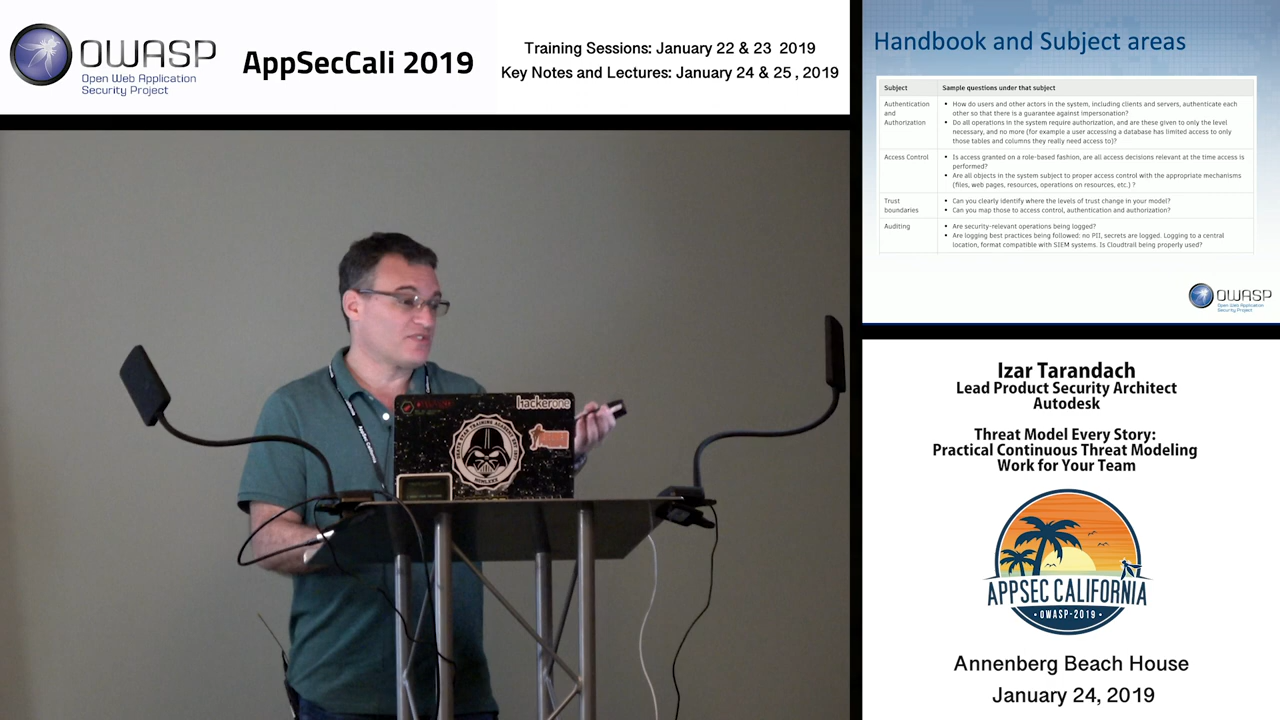 OWASP
Open Web Application
Security Project
AppSecCali 2019
Training Sessions: January 22 & 23 2019
Key Notes and Lectures: January 24 & 25 , 2019
Handbook and Subject areas
Subject
Sample questions under that subject
Authentication
and
Authorization
• How do users and other actors in the system, including clients and servers, authenticate each
other so that there is a guarantee against impersonation?
• Do all operations in the system require authorization, and are these given to only the level
necessary, and no more (for example a user accessing a database has limited access to only
those tables and columns they really need access to)?
Access Control
• Is access granted on a role-based fashion, are all access decisions relevant at the time access is
performed?
• Are all objects in the system subject to proper access control with the appropriate mechanisms
(files, web pages, resources, operations on resources, etc.) ?
Trust
boundaries
• Can you clearly identify where the levels of trust change in your model?
• Can you map those to access control, authentication and authorization?
Auditing
• Are security-relevant operations being logged?
• Are logging best practices being followed: no PII, secrets are logged. Logging to a central
location, format compatible with SIEM systems. Is Cloudtrail being properly used?
OWASP
Open Web Application
Security Project
hackerone
Izar Tarandach
Lead Product Security Architect
Autodesk
Threat Model Every Story:
Practical Continuous Threat Modeling
Work for Your Team
APPSEC CALIFORNIA
• OWASP-2019 •
Annenberg Beach House
January 24, 2019